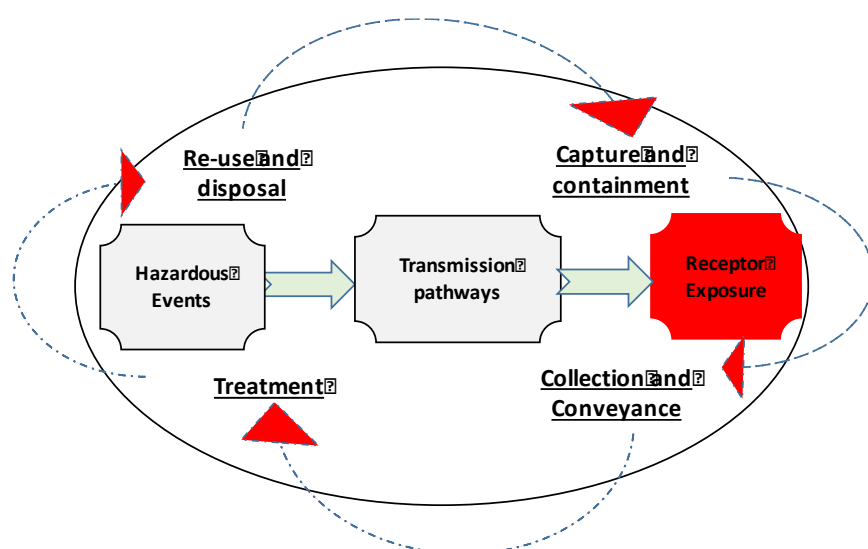 Re-use and
disposal
Capture and
containment
Hazardous
Events
Transmission
pathways
Receptor
Exposure
Treatment
Collection and
Conveyance